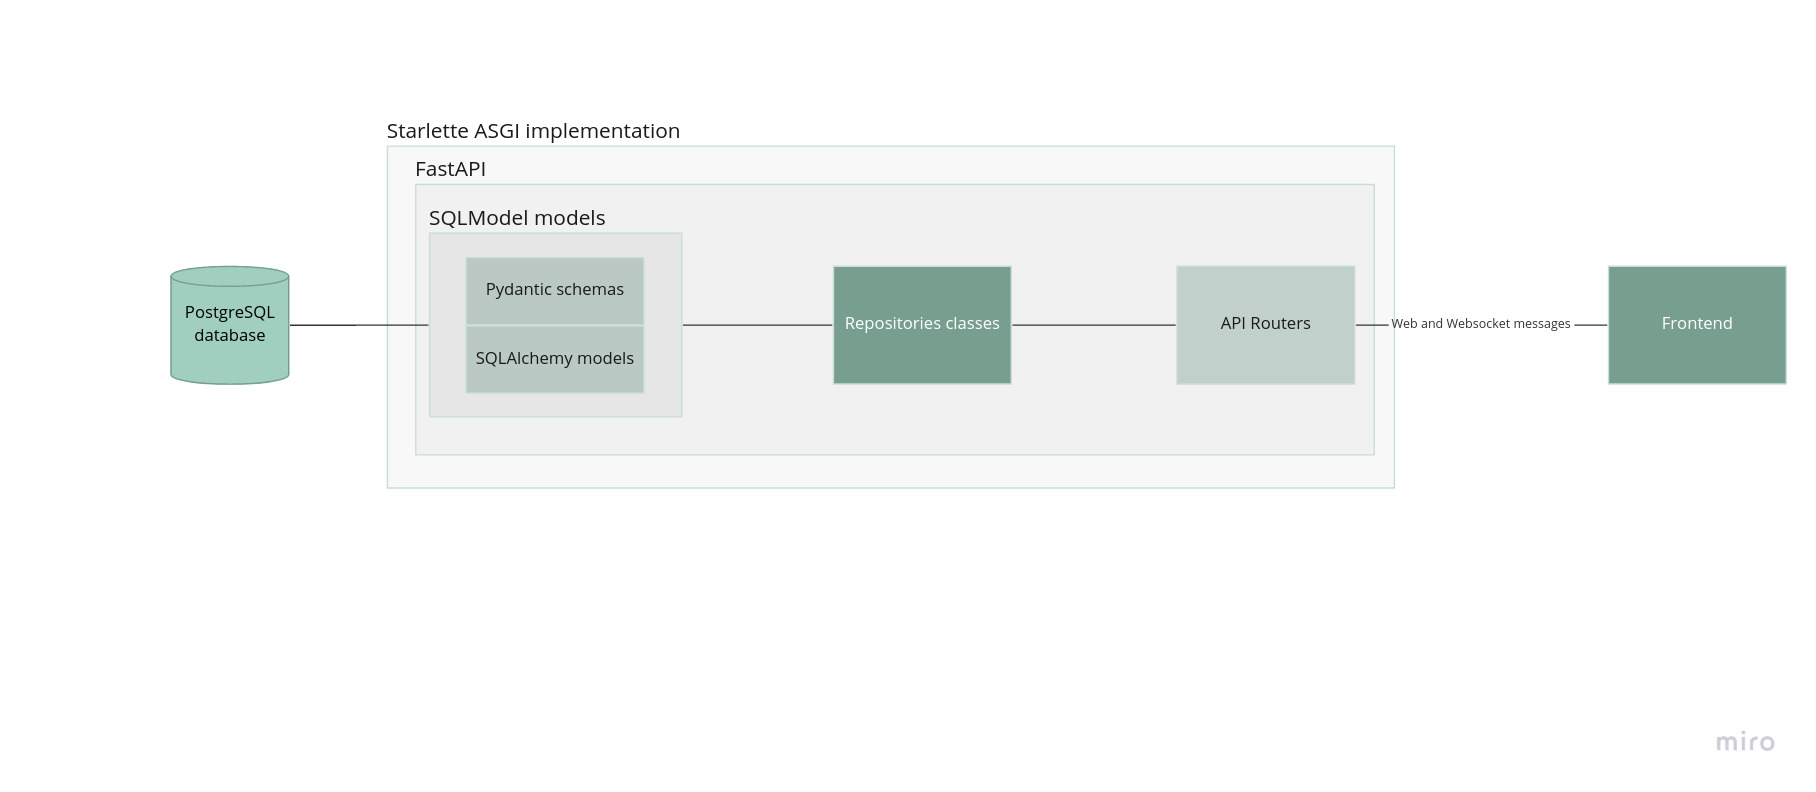 Starlette ASGI implementation
FastAPI
SQLModel models
Pydantic schemas
SQLAlchemy models
PostgreSQL
database
Repositories classes
API Routers
Web and Websocket messages
Frontend
miro